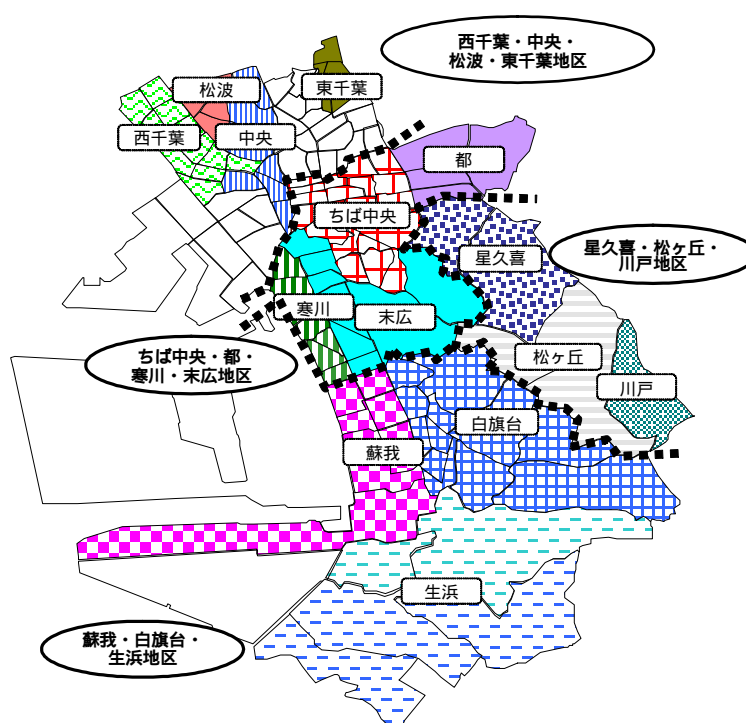 西千葉・中央・
松波・東千葉地区
松波
東千葉
西千葉
中央
都
ちば中央
星久喜・松ヶ丘・
川戸地区
星久喜
寒川
末広
ちば中央・都・
寒川・末広地区
松ヶ丘
川戸
白旗台
蘇我
生浜
蘇我・白旗台・
生浜地区